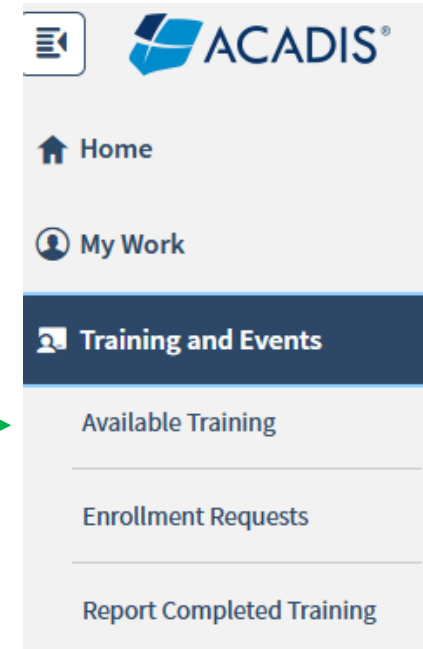 ACADIS®
Home
My Work
Training and Events
Available Training
Enrollment Requests
Report Completed Training